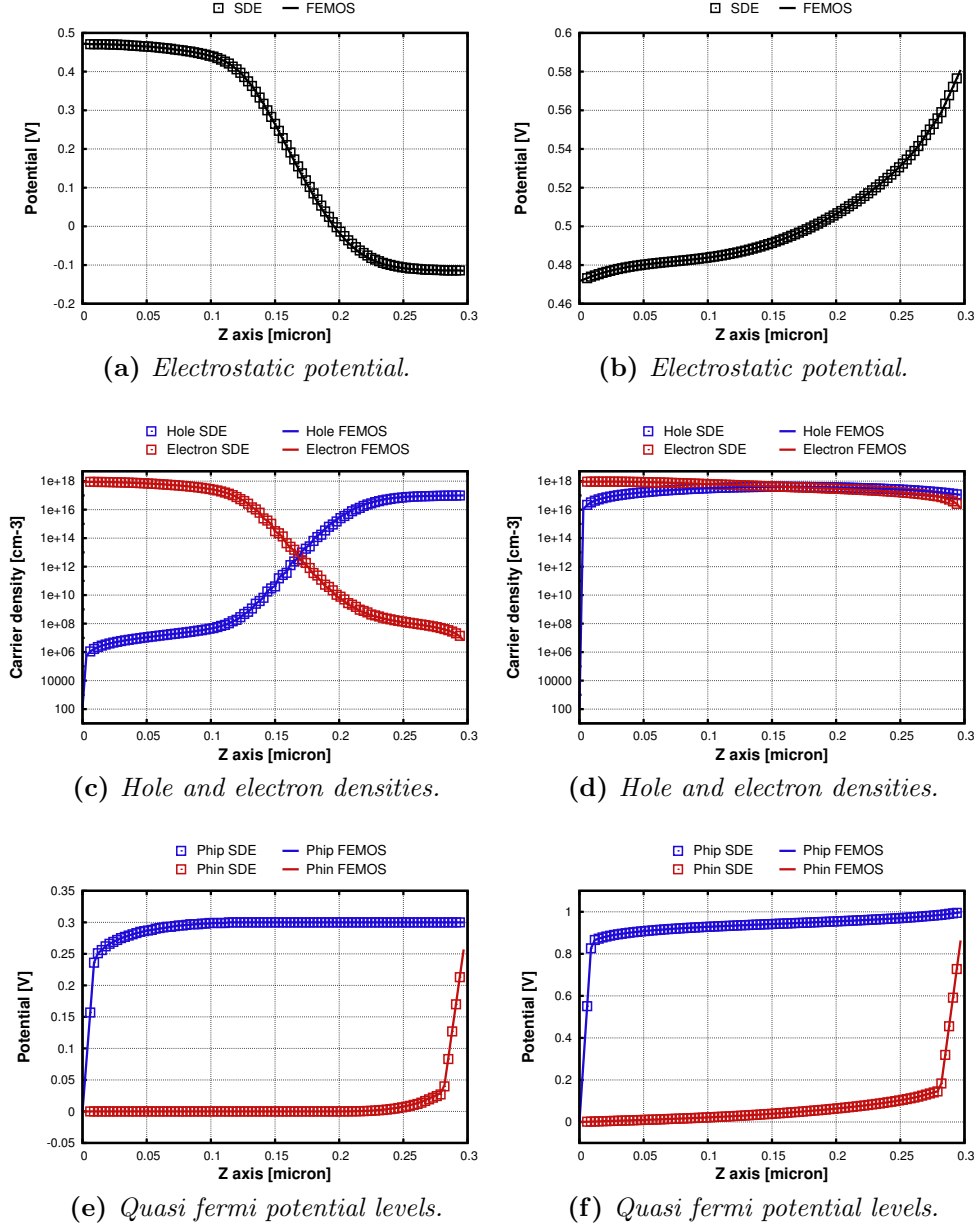 SDE FEMOS
0.5
0.4
0.3
0.2
0.1
0
-0.1
-0.2
Potential [V]
0 0.05 0.1 0.15 0.2 0.25 0.3
Z axis [micron]
(a) Electrostatic potential.
SDE FEMOS
0.6
0.58
0.56
0.54
0.52
0.5
0.48
0.46
Potential [V]
0 0.05 0.1 0.15 0.2 0.25 0.3
Z axis [micron]
(b) Electrostatic potential.
Hole SDE Hole FEMOS
Electron SDE Electron FEMOS
1e+18
1e+16
1e+14
1e+12
1e+10
1e+08
1e+06
10000
100
Carrier density [cm-3]
0 0.05 0.1 0.15 0.2 0.25 0.3
Z axis [micron]
(c) Hole and electron densities.
Hole SDE Hole FEMOS
Electron SDE Electron FEMOS
1e+18
1e+16
1e+14
1e+12
1e+10
1e+08
1e+06
10000
100
Carrier density [cm-3]
0 0.05 0.1 0.15 0.2 0.25 0.3
Z axis [micron]
(d) Hole and electron densities.
Phip SDE Phip FEMOS
Phin SDE Phin FEMOS
0.35
0.3
0.25
0.2
0.15
0.1
0.05
0
-0.05
Potential [V]
0 0.05 0.1 0.15 0.2 0.25 0.3
Z axis [micron]
(e) Quasi fermi potential levels.
Phip SDE Phip FEMOS
Phin SDE Phin FEMOS
1
0.8
0.6
0.4
0.2
0
Potential [V]
0 0.05 0.1 0.15 0.2 0.25 0.3
Z axis [micron]
(f) Quasi fermi potential levels.